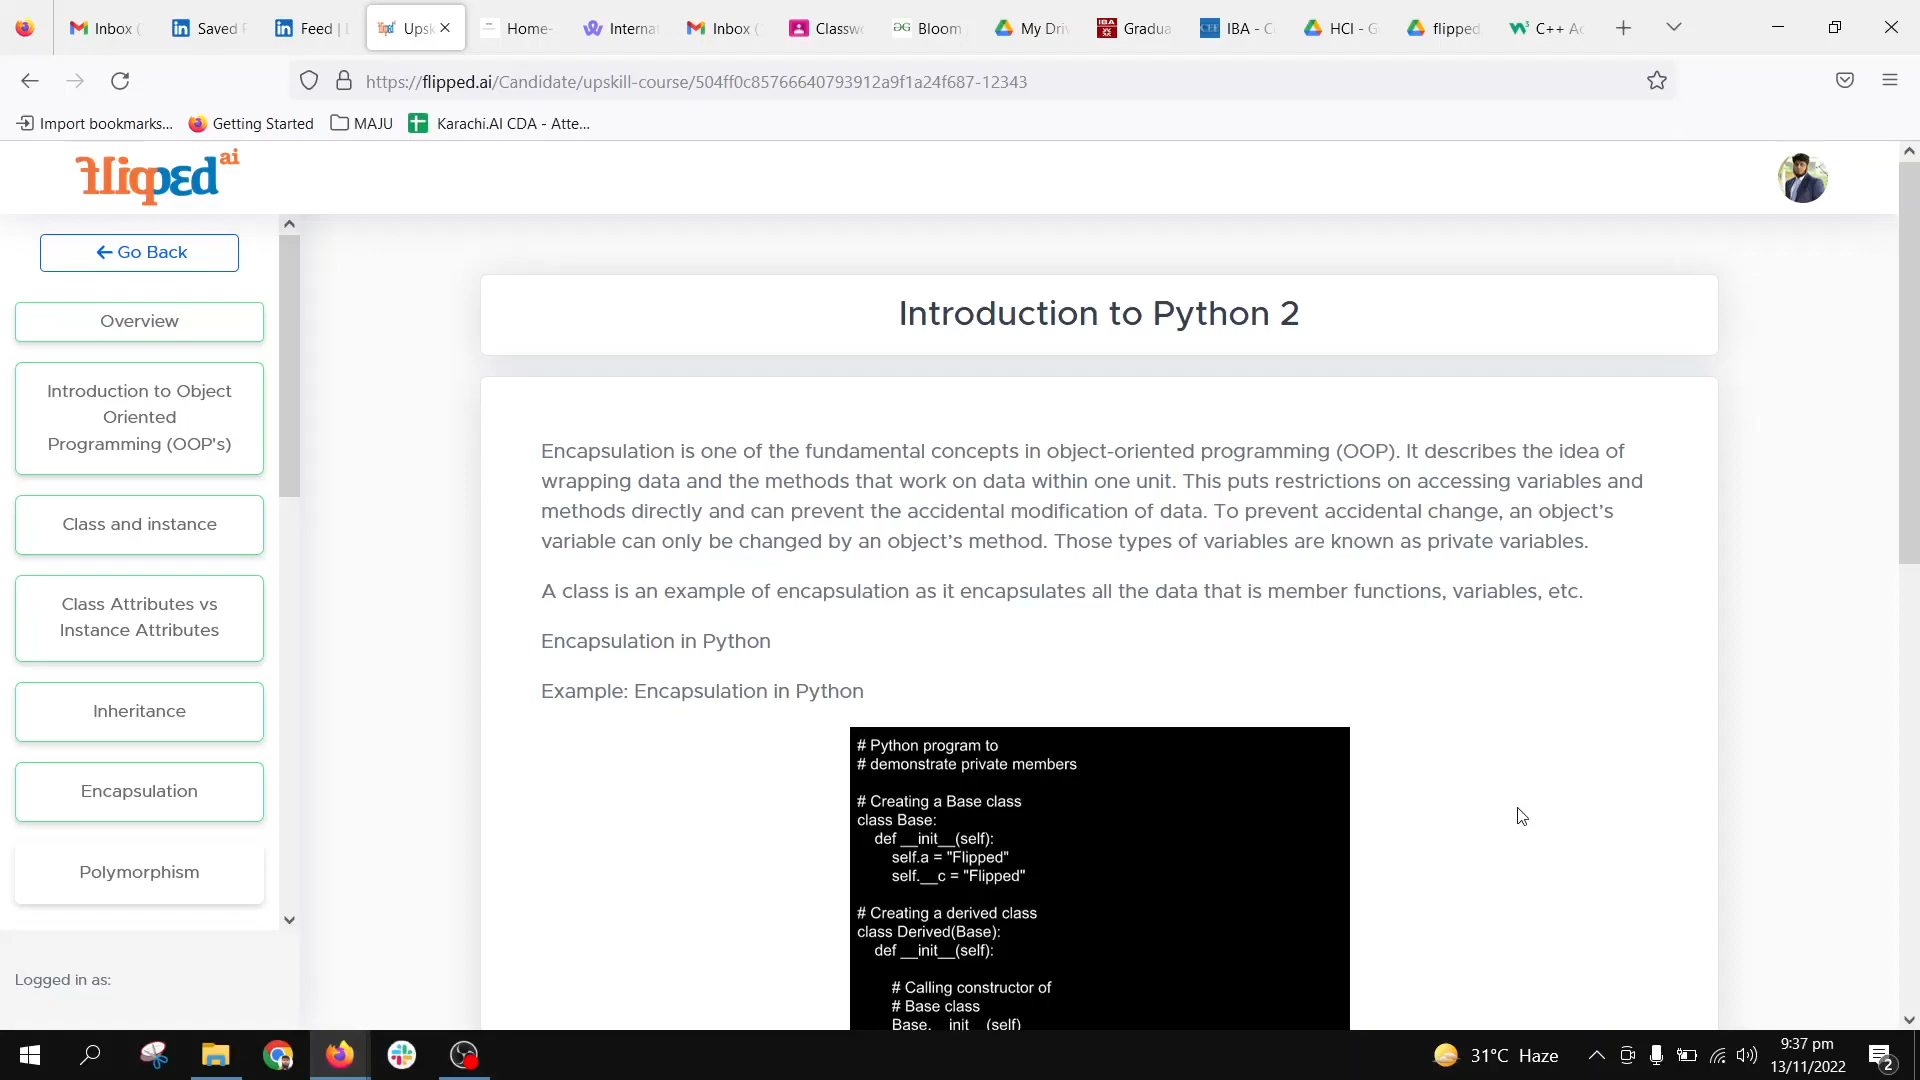 Inbox (
Saved
Feed |
Upsk
Home-
Interna
Inbox (
Classw
Bloom
My Driv
Gradua
IBA - C
HCI - G
flipped
C++ Ac
https://flipped.ai/Candidate/upskill-course/504ff0c85766640793912a9f1a24f687-12343
Import bookmarks...
Getting Started
MAJU
Karachi.AI CDA - Atte...
flipped ai
Go Back
Overview
Introduction to Object
Oriented
Programming (OOP's)
Class and instance
Class Attributes vs
Instance Attributes
Inheritance
Encapsulation
Polymorphism
Logged in as:
Introduction to Python 2
Encapsulation is one of the fundamental concepts in object-oriented programming (OOP). It describes the idea of
wrapping data and the methods that work on data within one unit. This puts restrictions on accessing variables and
methods directly and can prevent the accidental modification of data. To prevent accidental change, an object’s
variable can only be changed by an object’s method. Those types of variables are known as private variables.
A class is an example of encapsulation as it encapsulates all the data that is member functions, variables, etc.
Encapsulation in Python
Example: Encapsulation in Python
# Python program to
# demonstrate private members
# Creating a Base class
class Base:
def __init__(self):
self.a = "Flipped"
self.__c = "Flipped"
# Creating a derived class
class Derived(Base):
def __init__(self):
# Calling constructor of
# Base class
Base.__init__(self)
31°C Haze
9:37 pm
13/11/2022
2